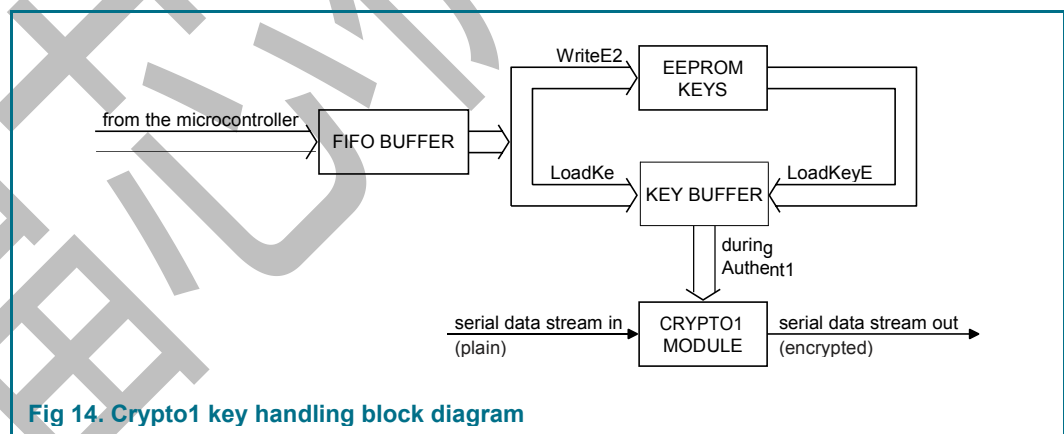 WriteE2
EEPROM
KEYS
from the microcontroller
FIFO BUFFER
LoadKe
LoadKeyE
KEY BUFFER
during
Authent1
serial data stream in
(plain)
CRYPTO1
MODULE
serial data stream out
(encrypted)
Fig 14. Crypto1 key handling block diagram